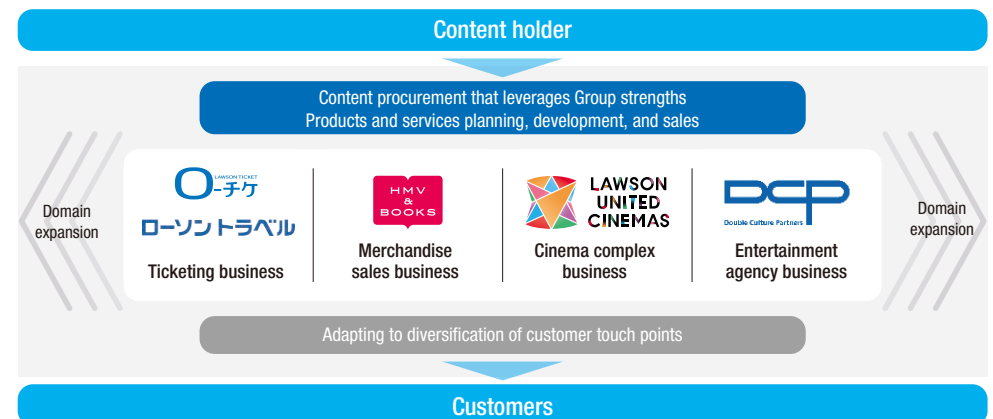 Content holder
Content procurement that leverages Group strengths
Products and services planning, development, and sales
Domain
expansion
LAWSON TICKET
ローチケ
ローソントラベル
Ticketing business
HMV
&
BOOKS
Merchandise
sales business
LAWSON
UNITED
CINEMAS
Cinema complex
business
DCP
Double Culture Partners
Entertainment
agency business
Domain
expansion
Adapting to diversification of customer touch points
Customers